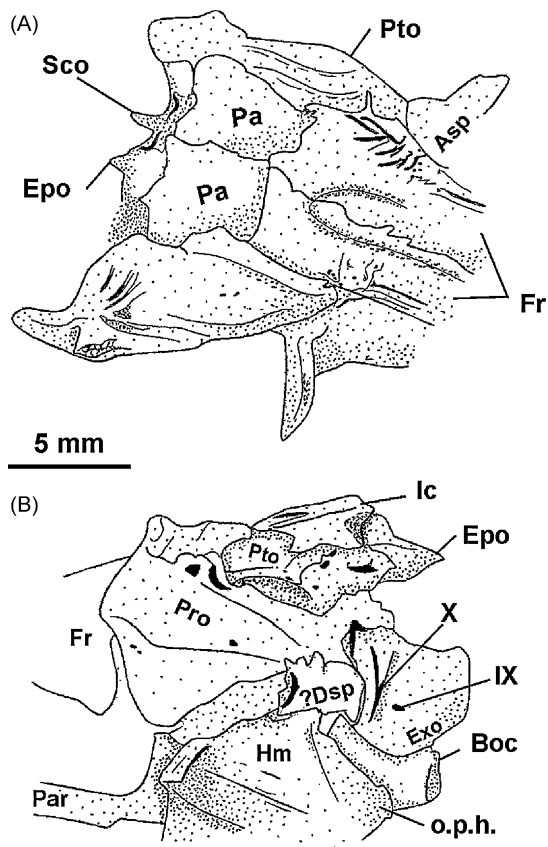 (A)
Pto
Sco
Pa
Asp
Epo
Pa
Fr
5 mm
(B)
Ic
Pto
Epo
Pro
X
Fr
IX
?Dsp
Exo
Hm
Boc
Par
o.p.h.